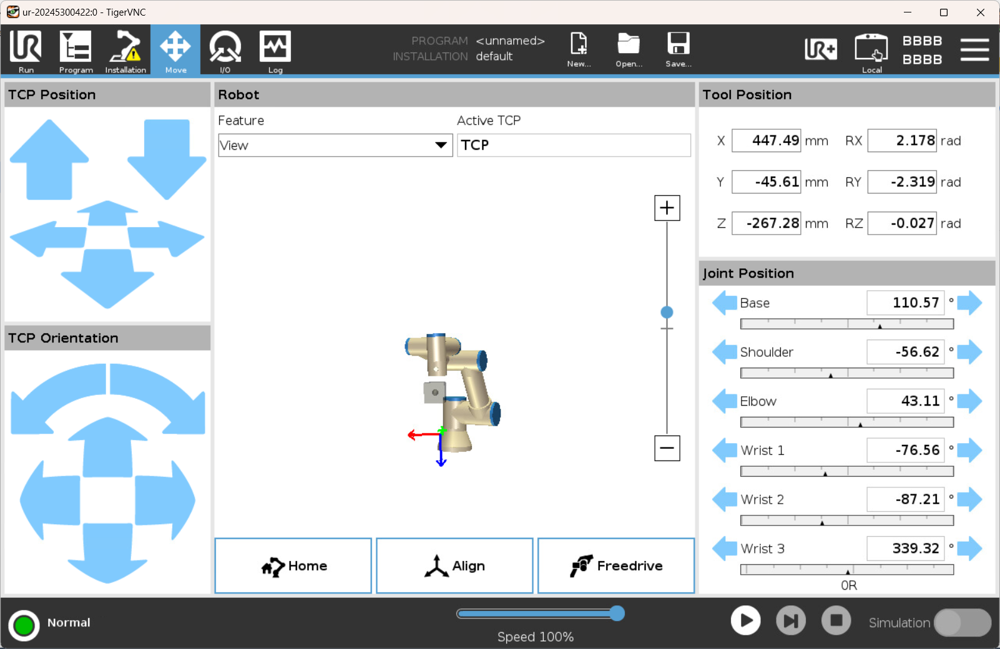 ur-20245300422:0 - TigerVNC
UR
Run
Program
Installation
Move
I/O
Log
PROGRAM <unnamed>
INSTALLATION default
New...
Open...
Save...
UR+
Local
BBBB
BBBB
TCP Position
Robot
Feature
Active TCP
View
TCP
Tool Position
X 447.49 mm RX 2.178 rad
Y -45.61 mm RY -2.319 rad
Z -267.28 mm RZ -0.027 rad
Joint Position
Base 110.57 °
Shoulder -56.62 °
Elbow 43.11 °
Wrist 1 -76.56 °
Wrist 2 -87.21 °
Wrist 3 339.32 °
0R
TCP Orientation
Home
Align
Freedrive
Normal
Speed 100%
Simulation